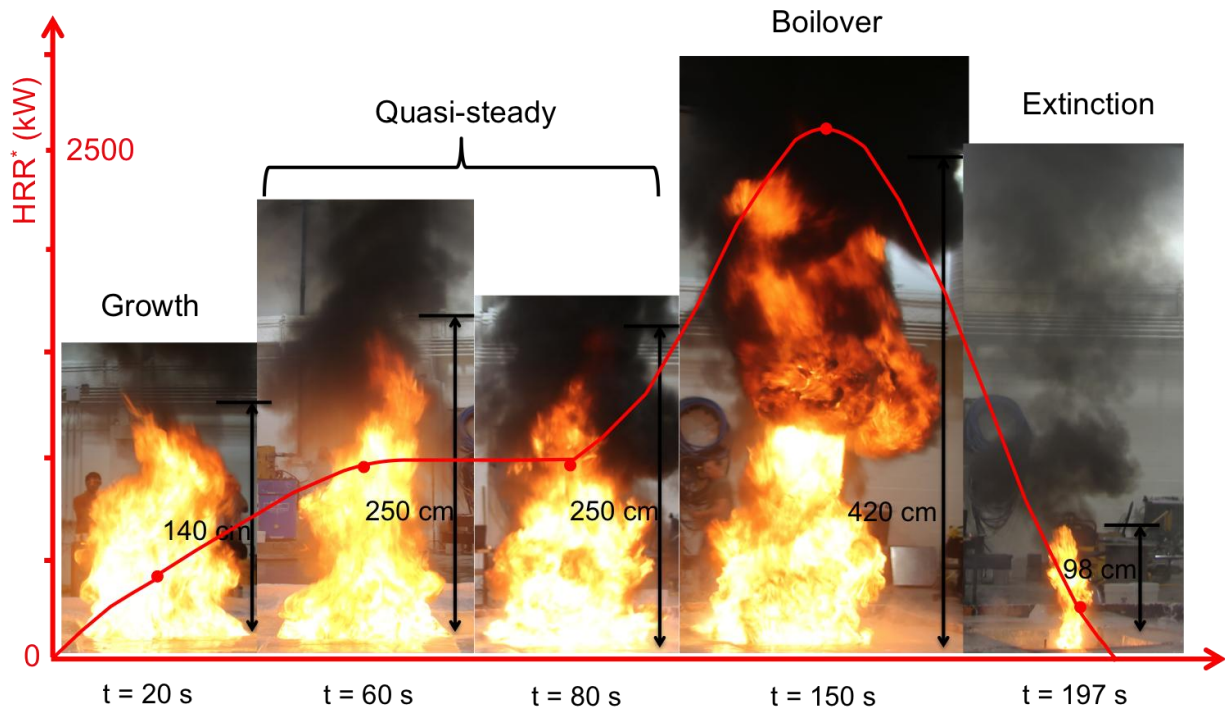 Boilover
Quasi-steady
Extinction
Growth
HRR* (kW)
2500
0
140 cm
250 cm
250 cm
420 cm
98 cm
t = 20 s
t = 60 s
t = 80 s
t = 150 s
t = 197 s